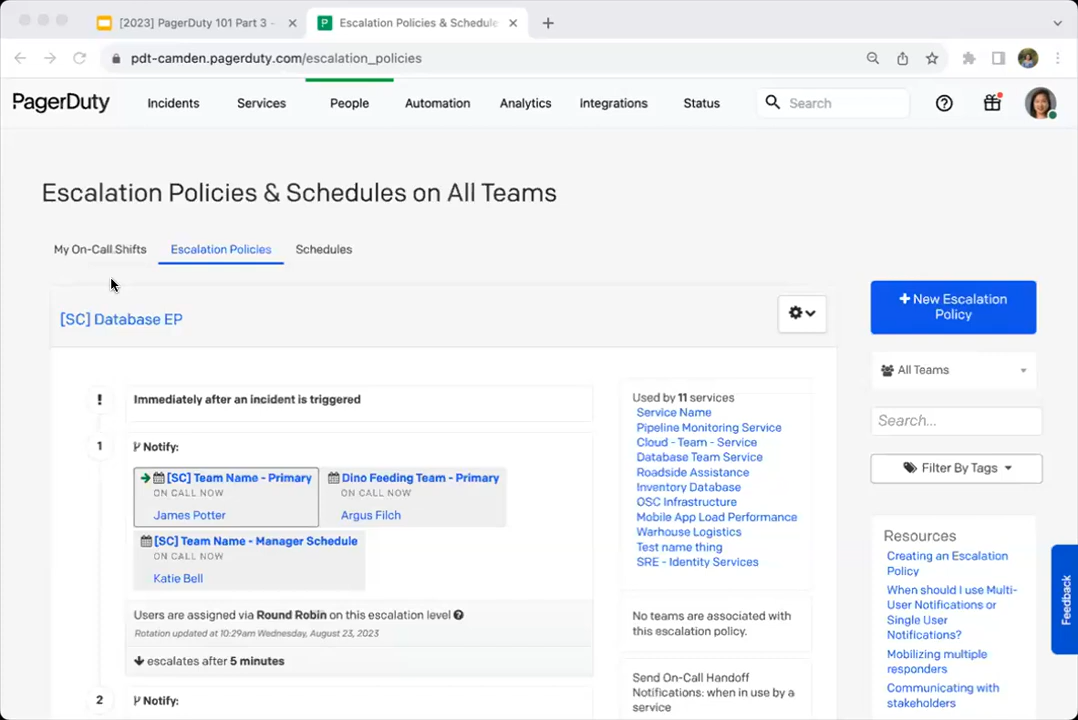 [2023] PagerDuty 101 Part 3 -
Escalation Policies & Schedule
pdt-camden.pagerduty.com/escalation_policies
PagerDuty
Incidents
Services
People
Automation
Analytics
Integrations
Status
Search
Escalation Policies & Schedules on All Teams
My On-Call Shifts
Escalation Policies
Schedules
[SC] Database EP
+ New Escalation
Policy
All Teams
Search...
Filter By Tags
! Immediately after an incident is triggered
1 Notify:
[SC] Team Name - Primary
ON CALL NOW
James Potter
Dino Feeding Team - Primary
ON CALL NOW
Argus Filch
[SC] Team Name - Manager Schedule
ON CALL NOW
Katie Bell
Users are assigned via Round Robin on this escalation level
Rotation updated at 10:29am Wednesday, August 23, 2023
escalates after 5 minutes
2 Notify:
Used by 11 services
Service Name
Pipeline Monitoring Service
Cloud - Team - Service
Database Team Service
Roadside Assistance
Inventory Database
OSC Infrastructure
Mobile App Load Performance
Warhouse Logistics
Test name thing
SRE - Identity Services
No teams are associated with
this escalation policy.
Send On-Call Handoff
Notifications: when in use by a
service
Resources
Creating an Escalation
Policy
When should I use Multi-
User Notifications or
Single User
Notifications?
Mobilizing multiple
responders
Communicating with
stakeholders
Feedback